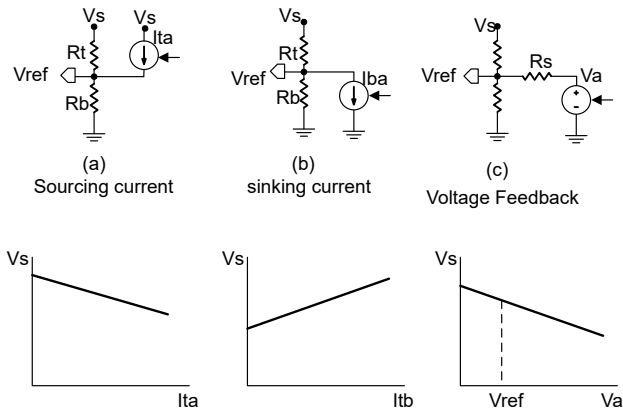 Vs
Vs
Ita
Rt
Vref
Rb
(a)
Sourcing current
Vs
Rt
Vref
Iba
Rb
(b)
sinking current
Vs
Rs
Vref
Va
+
-
(c)
Voltage Feedback
Vs
Ita
Vs
Itb
Vs
Vref
Va